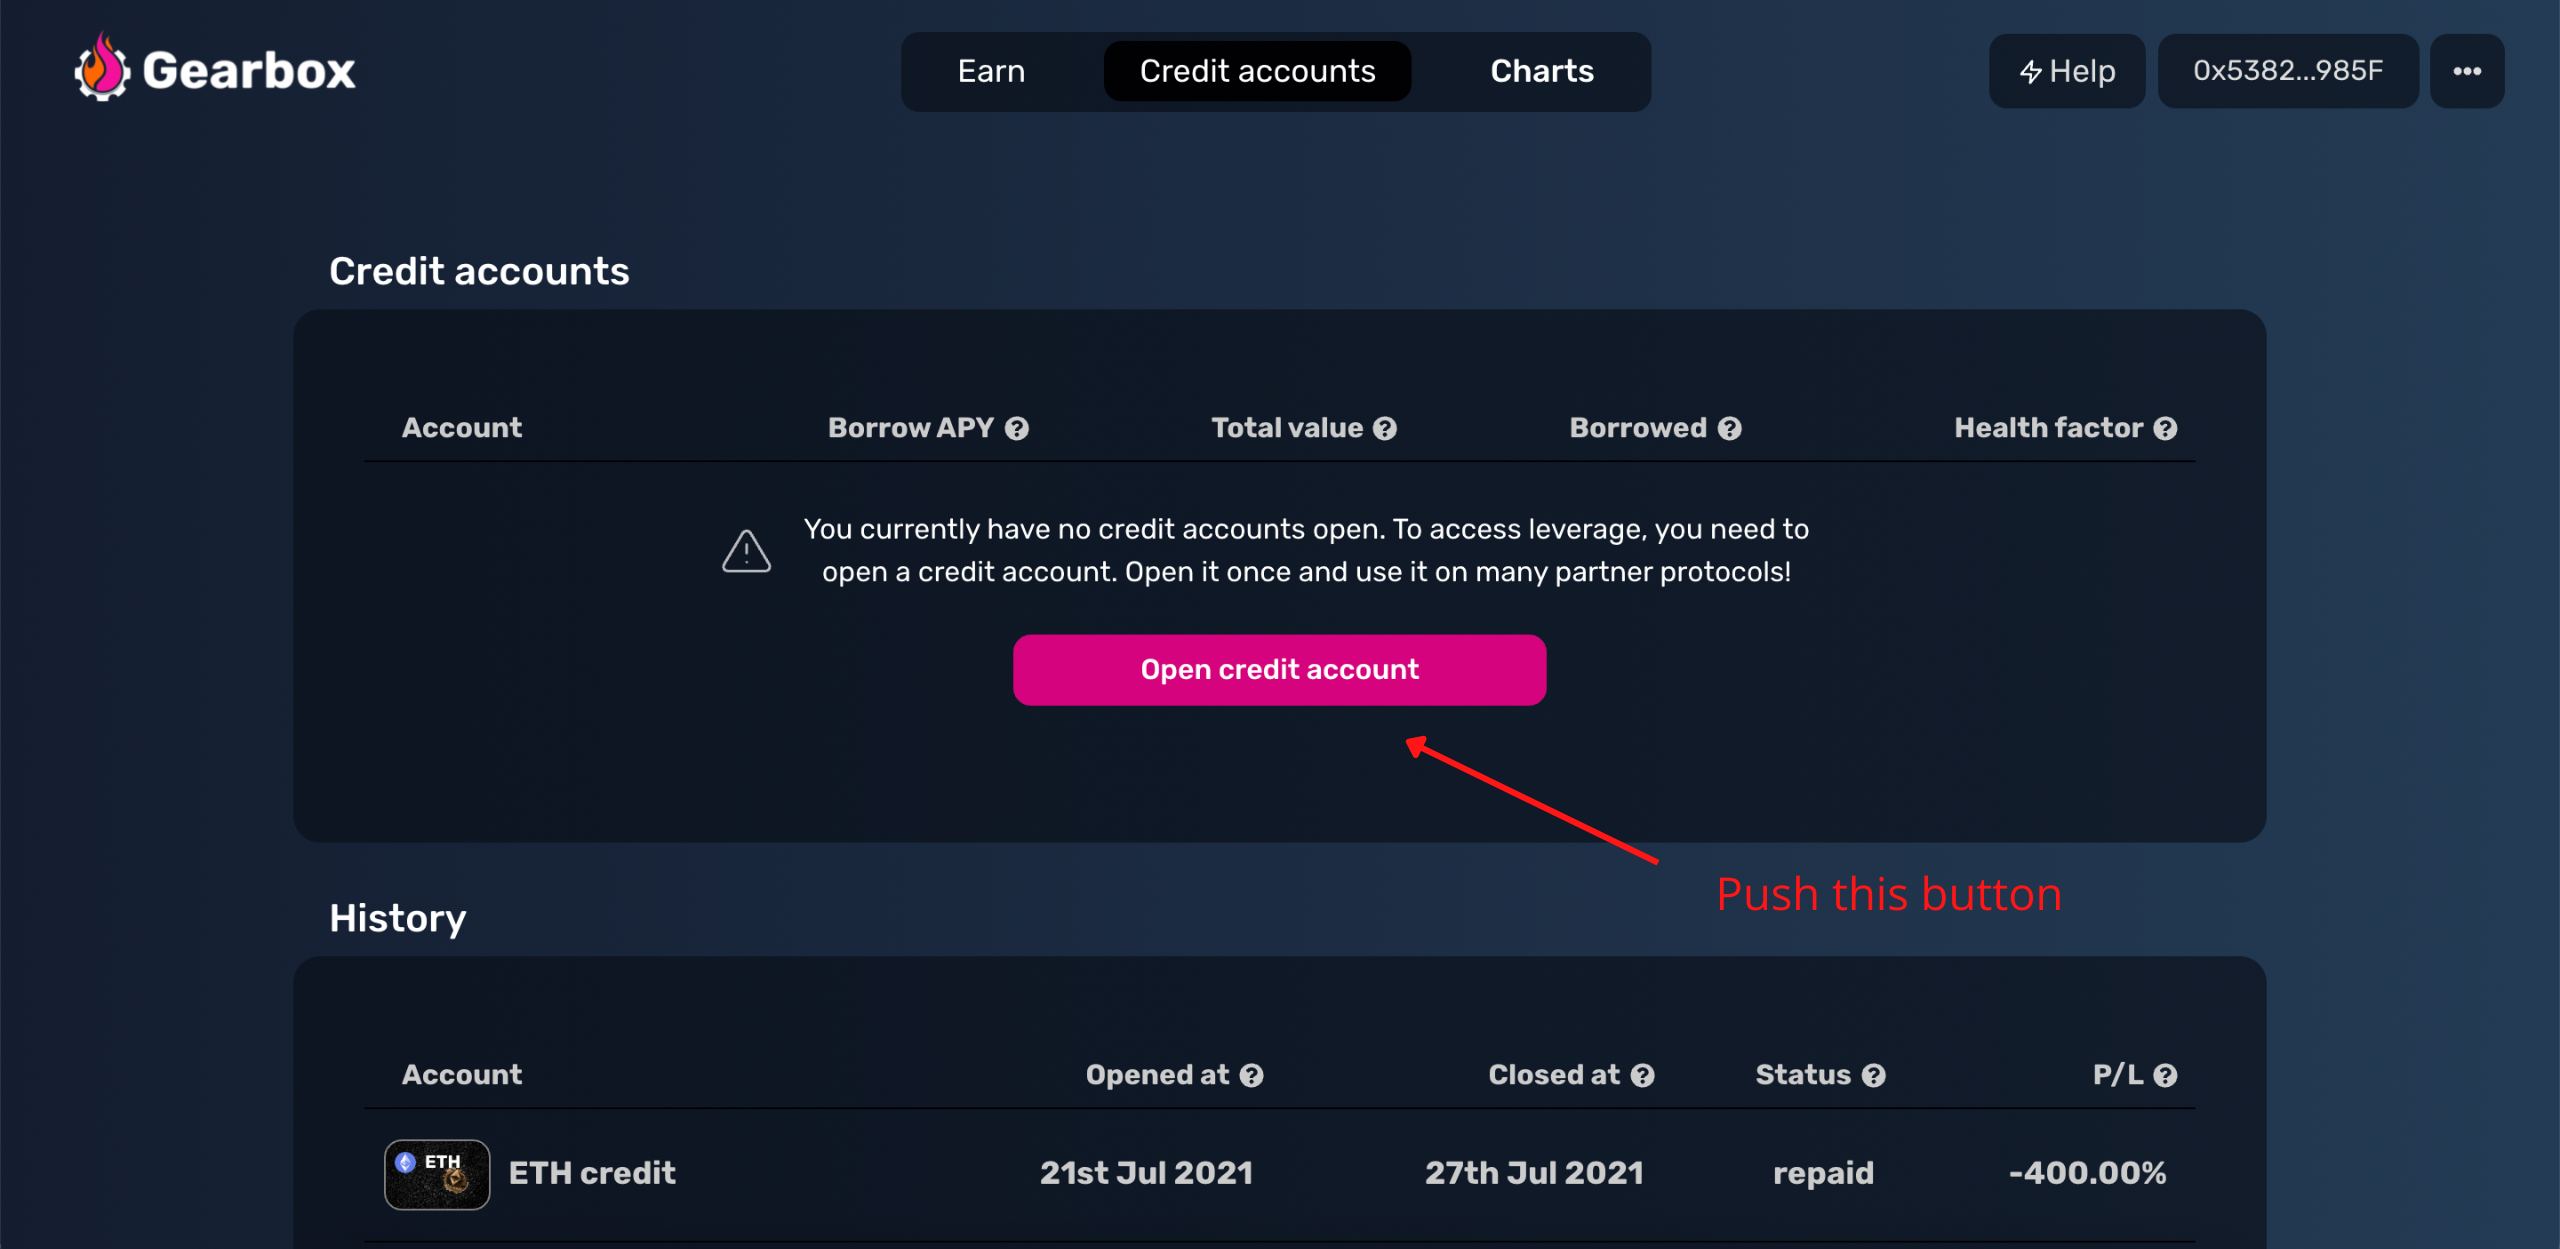 Gearbox
Earn
Credit accounts
Charts
Help
0x5382...985F
Credit accounts
Account Borrow APY Total value Borrowed Health factor
You currently have no credit accounts open. To access leverage, you need to
open a credit account. Open it once and use it on many partner protocols!
Open credit account
Push this button
History
Account Opened at Closed at Status P/L
ETH
ETH credit 21st Jul 2021 27th Jul 2021 repaid -400.00%